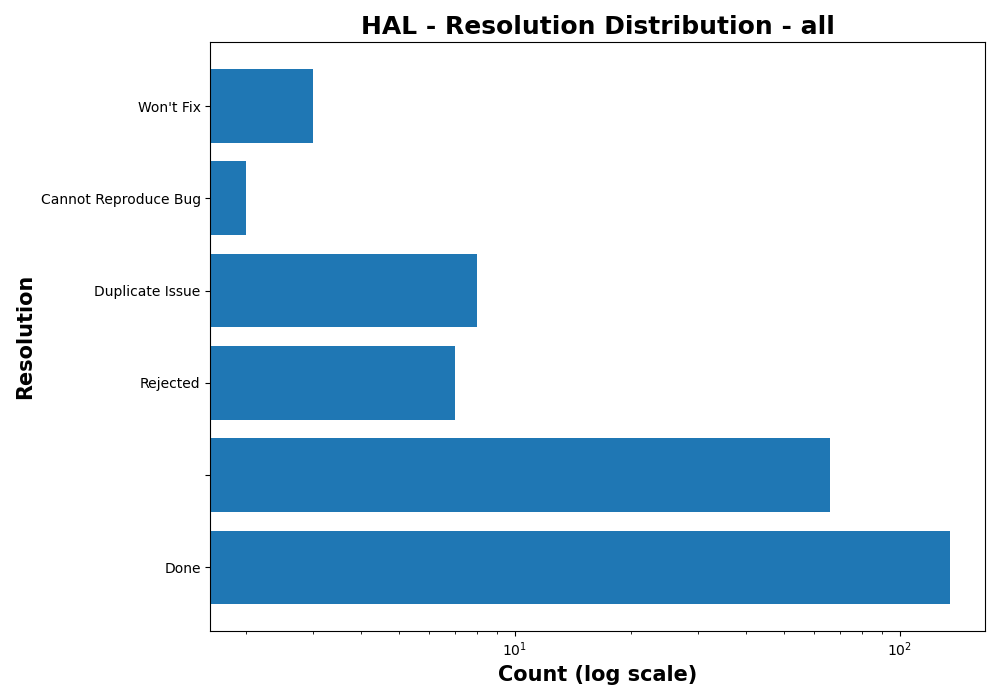 HAL - Resolution Distribution - all
Won't Fix
Cannot Reproduce Bug
Duplicate Issue
Rejected
Done
Resolution
10¹
10²
Count (log scale)